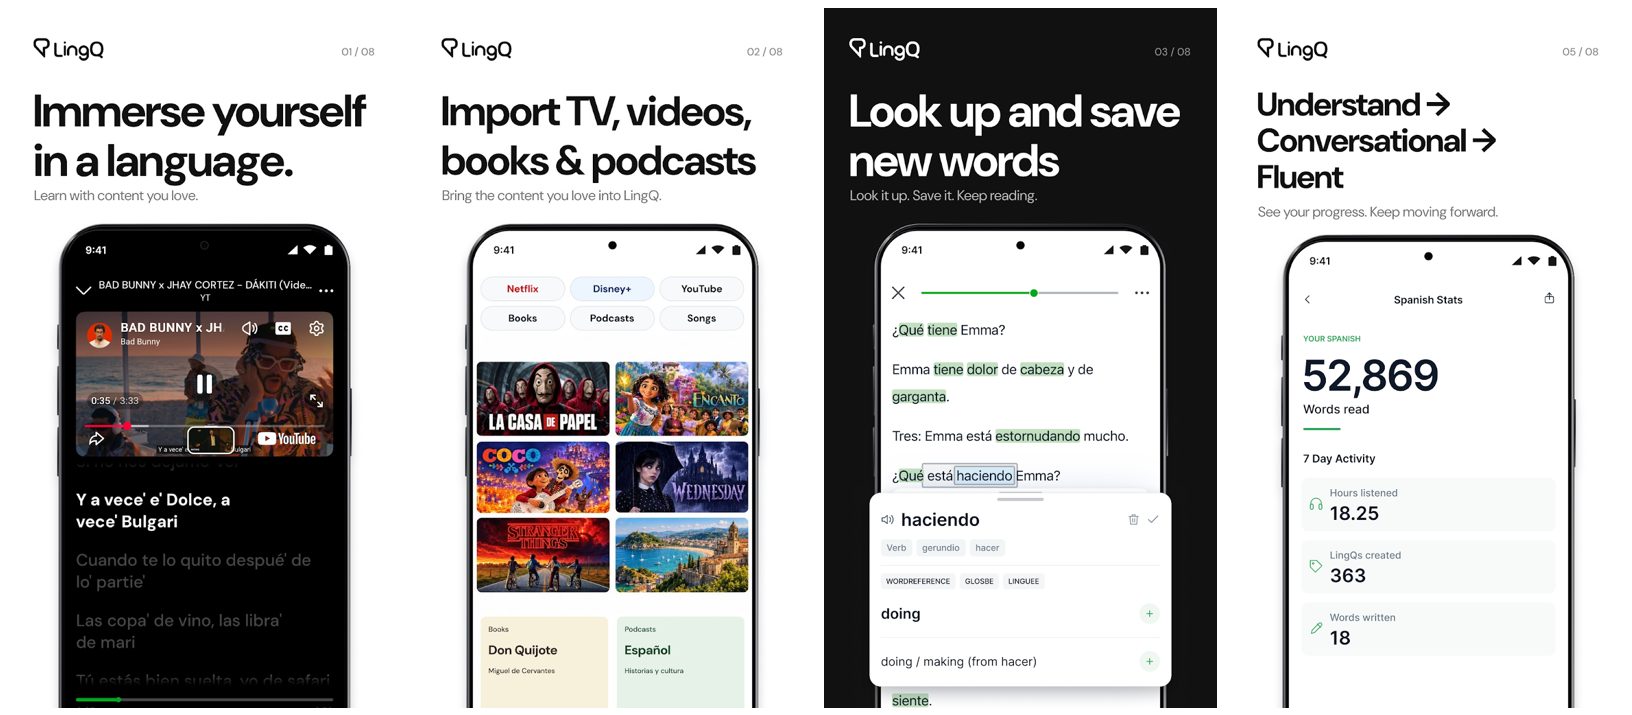 LingQ
01 / 08
Immerse yourself
in a language.
Learn with content you love.
9:41
BAD BUNNY x JHAY CORTEZ - DÁKITI (Vide...
YT
BAD BUNNY x JH
CC
Bad Bunny
0:35 / 3:33
YouTube
Y a vece'
Bulgari
Y a vece' e' Dolce, a
vece' Bulgari
Cuando te lo quito despué' de
lo' partie'
Las copa' de vino, las libra'
de mari
Tú estás bien suelta, yo de safari
LingQ
02 / 08
Import TV, videos,
books & podcasts
Bring the content you love into LingQ.
9:41
Netflix
Disney+
YouTube
Books
Podcasts
Songs
LA CASA DE PAPEL
ENCANTO
COCO
WEDNESDAY
STRANGER
THINGS
Books
Don Quijote
Miguel de Cervantes
Podcasts
Español
Historias y cultura
LingQ
03 / 08
Look up and save
new words
Look it up. Save it. Keep reading.
9:41
¿Qué tiene Emma?
Emma tiene dolor de cabeza y de
garganta.
Tres: Emma está estornudando mucho.
¿Qué está haciendo Emma?
haciendo
Verb
gerundio
hacer
WORDREFERENCE
GLOSBE
LINGUEE
doing
doing / making (from hacer)
siente.
LingQ
05 / 08
Understand →
Conversational →
Fluent
See your progress. Keep moving forward.
9:41
Spanish Stats
YOUR SPANISH
52,869
Words read
7 Day Activity
Hours listened
18.25
LingQs created
363
Words written
18